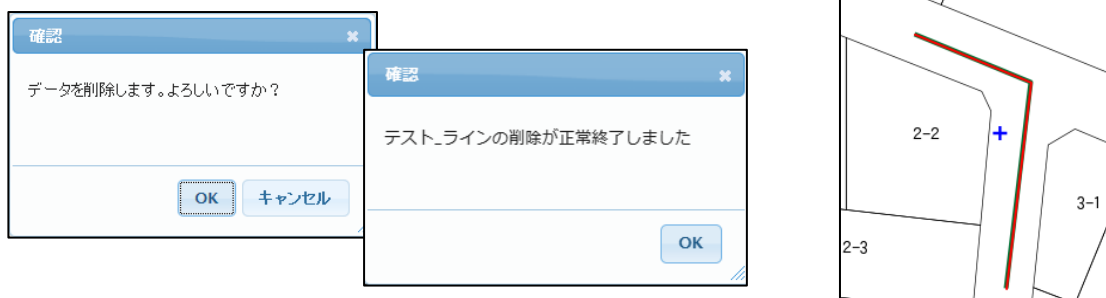 確認
データを削除します。よろしいですか？
OK
キャンセル
確認
テスト_ラインの削除が正常終了しました
OK
2-2
3-1
2-3